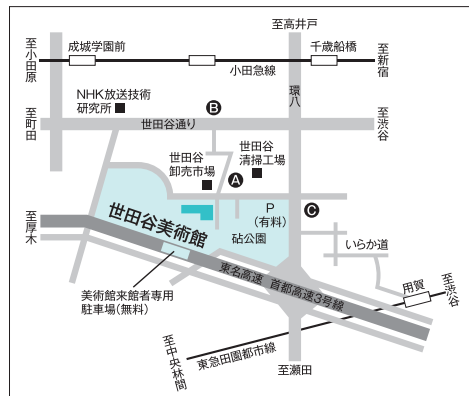 至高井戸
至小田原
成城学園前
千歳船橋
至新宿
小田急線
環八
NHK放送技術
研究所
B
至町田
世田谷通り
至渋谷
世田谷
卸売市場
世田谷
清掃工場
A
P
(有料)
C
世田谷美術館
砧公園
至厚木
いらか道
東名高速 首都高速3号線
用賀
至渋谷
美術館来館者専用
駐車場(無料)
至中央林間
東急田園都市線
至瀬田